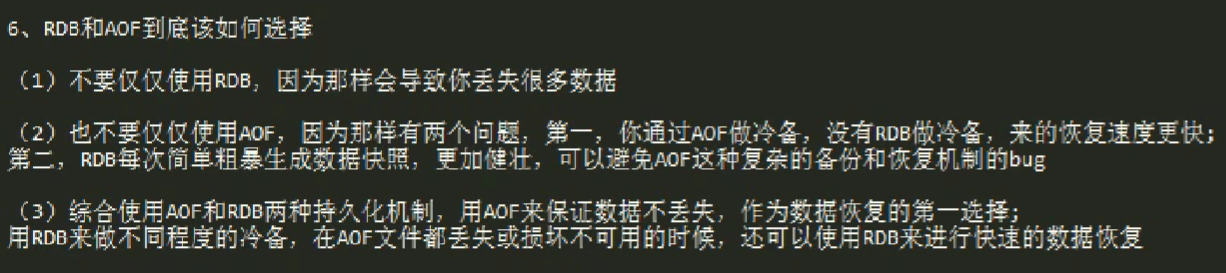 6、RDB和AOF到底该如何选择
（1）不要仅仅使用RDB，因为那样会导致你丢失很多数据
（2）也不要仅仅使用AOF，因为那样有两个问题，第一，你通过AOF做冷备，没有RDB做冷备，来的恢复速度更快；
第二，RDB每次简单粗暴生成数据快照，更加健壮，可以避免AOF这种复杂的备份和恢复机制的bug
（3）综合使用AOF和RDB两种持久化机制，用AOF来保证数据不丢失，作为数据恢复的第一选择；
用RDB来做不同程度的冷备，在AOF文件都丢失或损坏不可用的时候，还可以使用RDB来进行快速的数据恢复